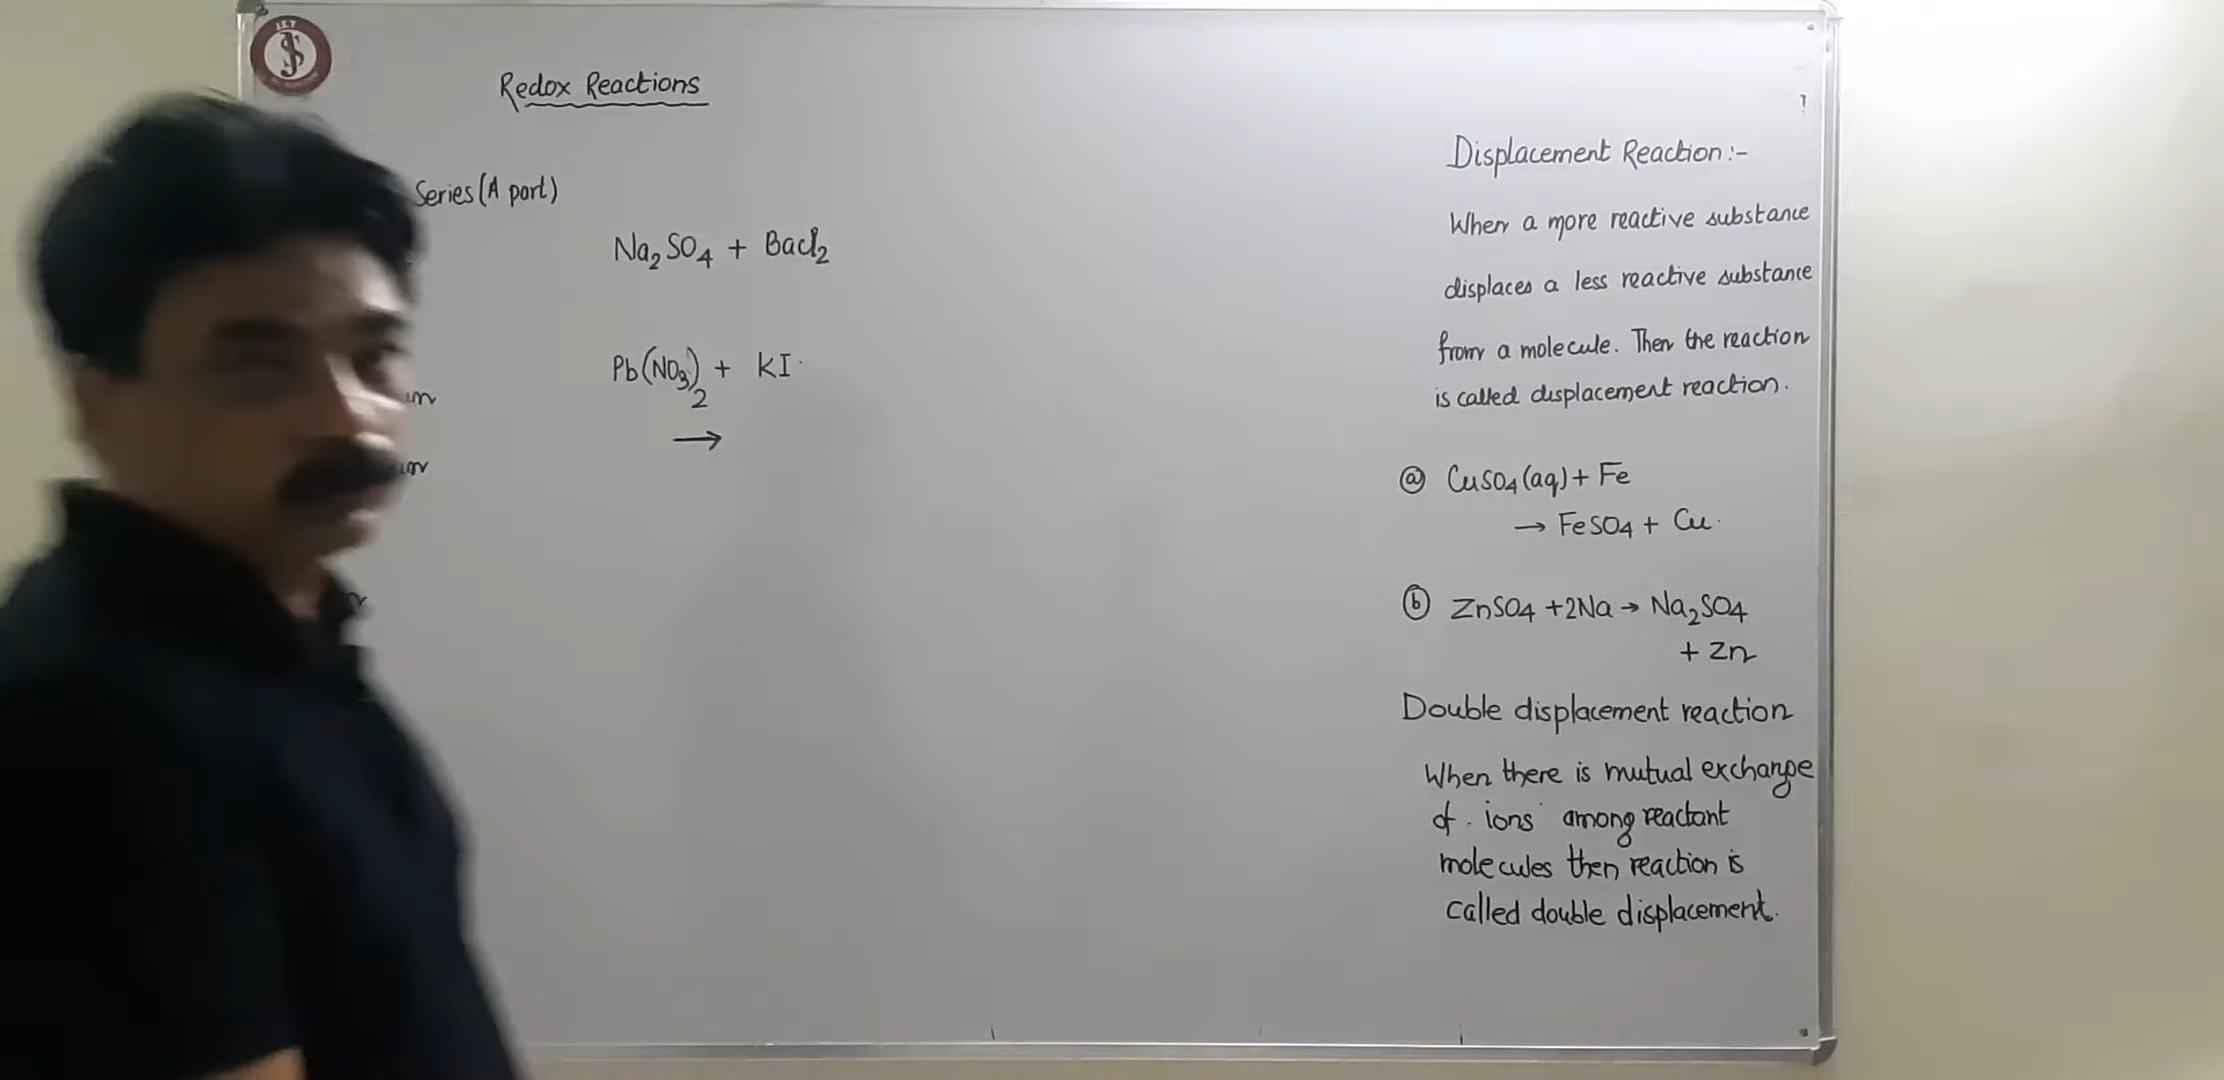 JET
Redox Reactions
Series (A part)
Na₂SO₄ + Bacl₂
Pb(NO₃)₂ + KI.
→
Displacement Reaction :-
When a more reactive substance
displaces a less reactive substance
from a molecule. Then the reaction
is called displacement reaction.
ⓐ CuSO₄(aq) + Fe
→ FeSO₄ + Cu.
ⓑ ZnSO₄ + 2Na → Na₂SO₄
+ Zn
Double displacement reaction
When there is mutual exchange
of ions among reactant
molecules then reaction is
called double displacement.